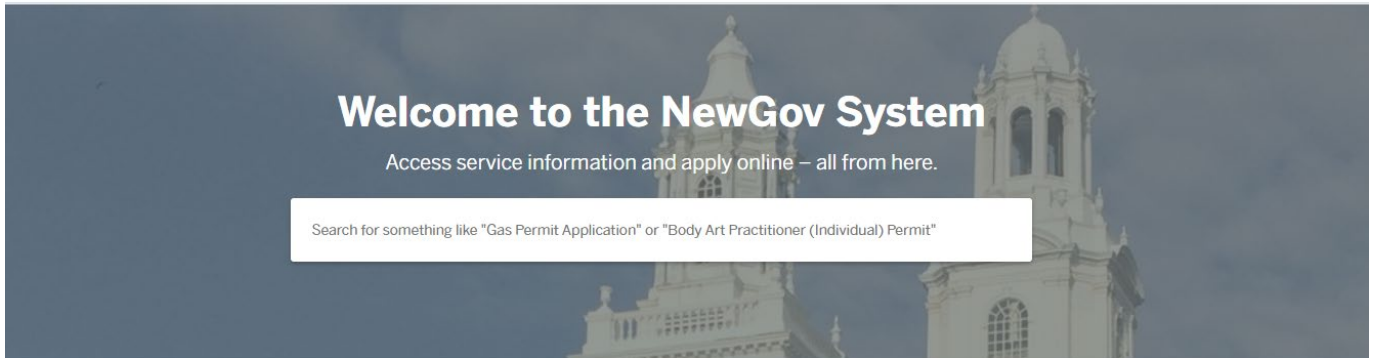 Welcome to the NewGov System
Access service information and apply online – all from here.
Search for something like "Gas Permit Application" or "Body Art Practitioner (Individual) Permit"